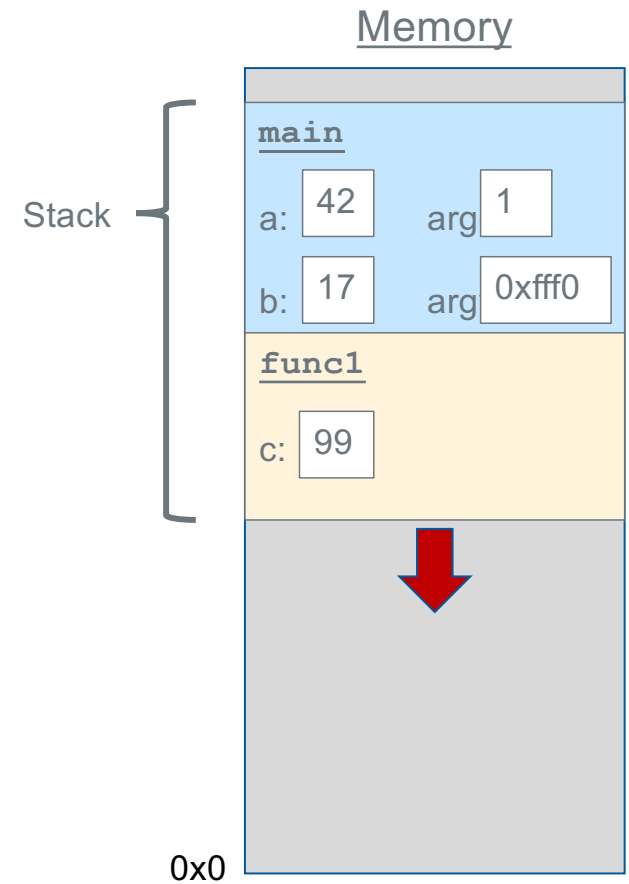 Memory
main
Stack
a: 42 arg 1
b: 17 arg 0xfff0
func1
c: 99
0x0